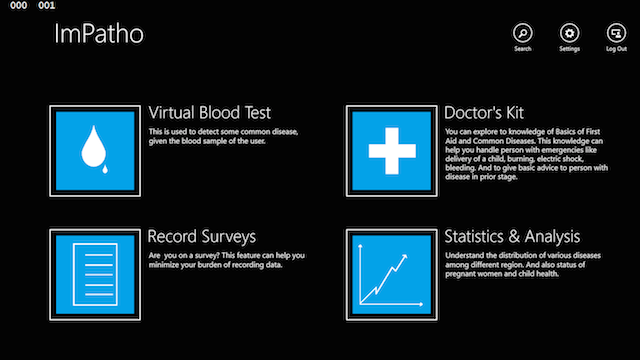 000 001
ImPatho
Search Settings Log Out
Virtual Blood Test
This is used to detect some common disease,
given the blood sample of the user.
Doctor's Kit
You can explore to knowledge of Basics of First
Aid and Common Diseases. This knowledge can
help you handle person with emergencies like
delivery of a child, burning, electric shock,
bleeding. And to give basic advice to person with
disease in prior stage.
Record Surveys
Are you on a survey? This feature can help you
minimize your burden of recording data.
Statistics & Analysis
Understand the distribution of various diseases
among different region. And also status of
pregnant women and child health.